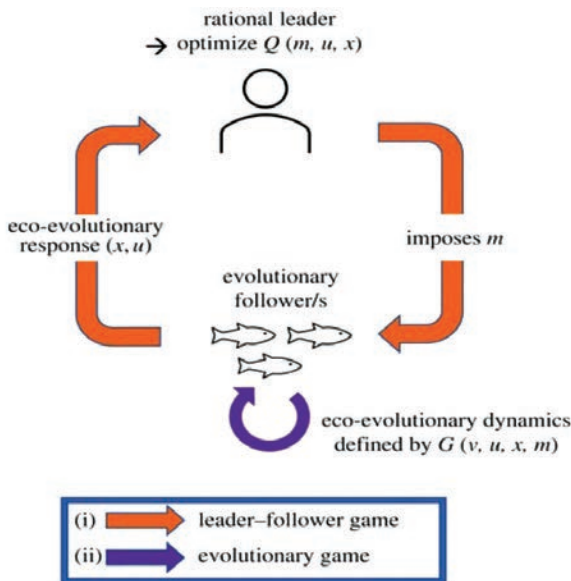 rational leader
→ optimize Q (m, u, x)
eco-evolutionary
response (x, u)
imposes m
evolutionary
follower/s
eco-evolutionary dynamics
defined by G (v, u, x, m)
(i) leader–follower game
(ii) evolutionary game